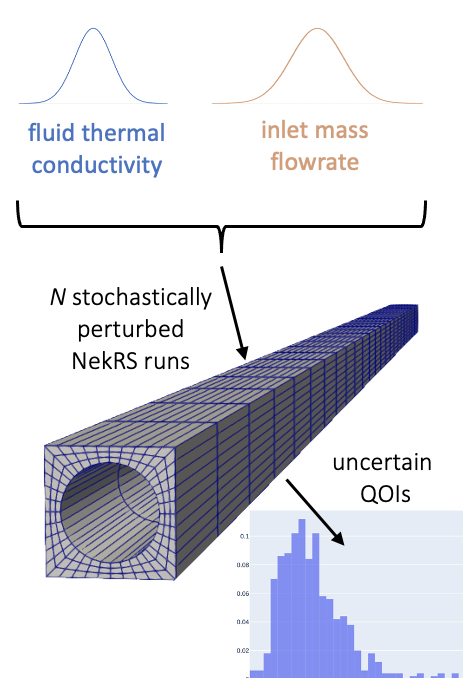 fluid thermal
conductivity
inlet mass
flowrate
N stochastically
perturbed
NekRS runs
uncertain
QOIs
0.1
0.08
0.06
0.04
0.02